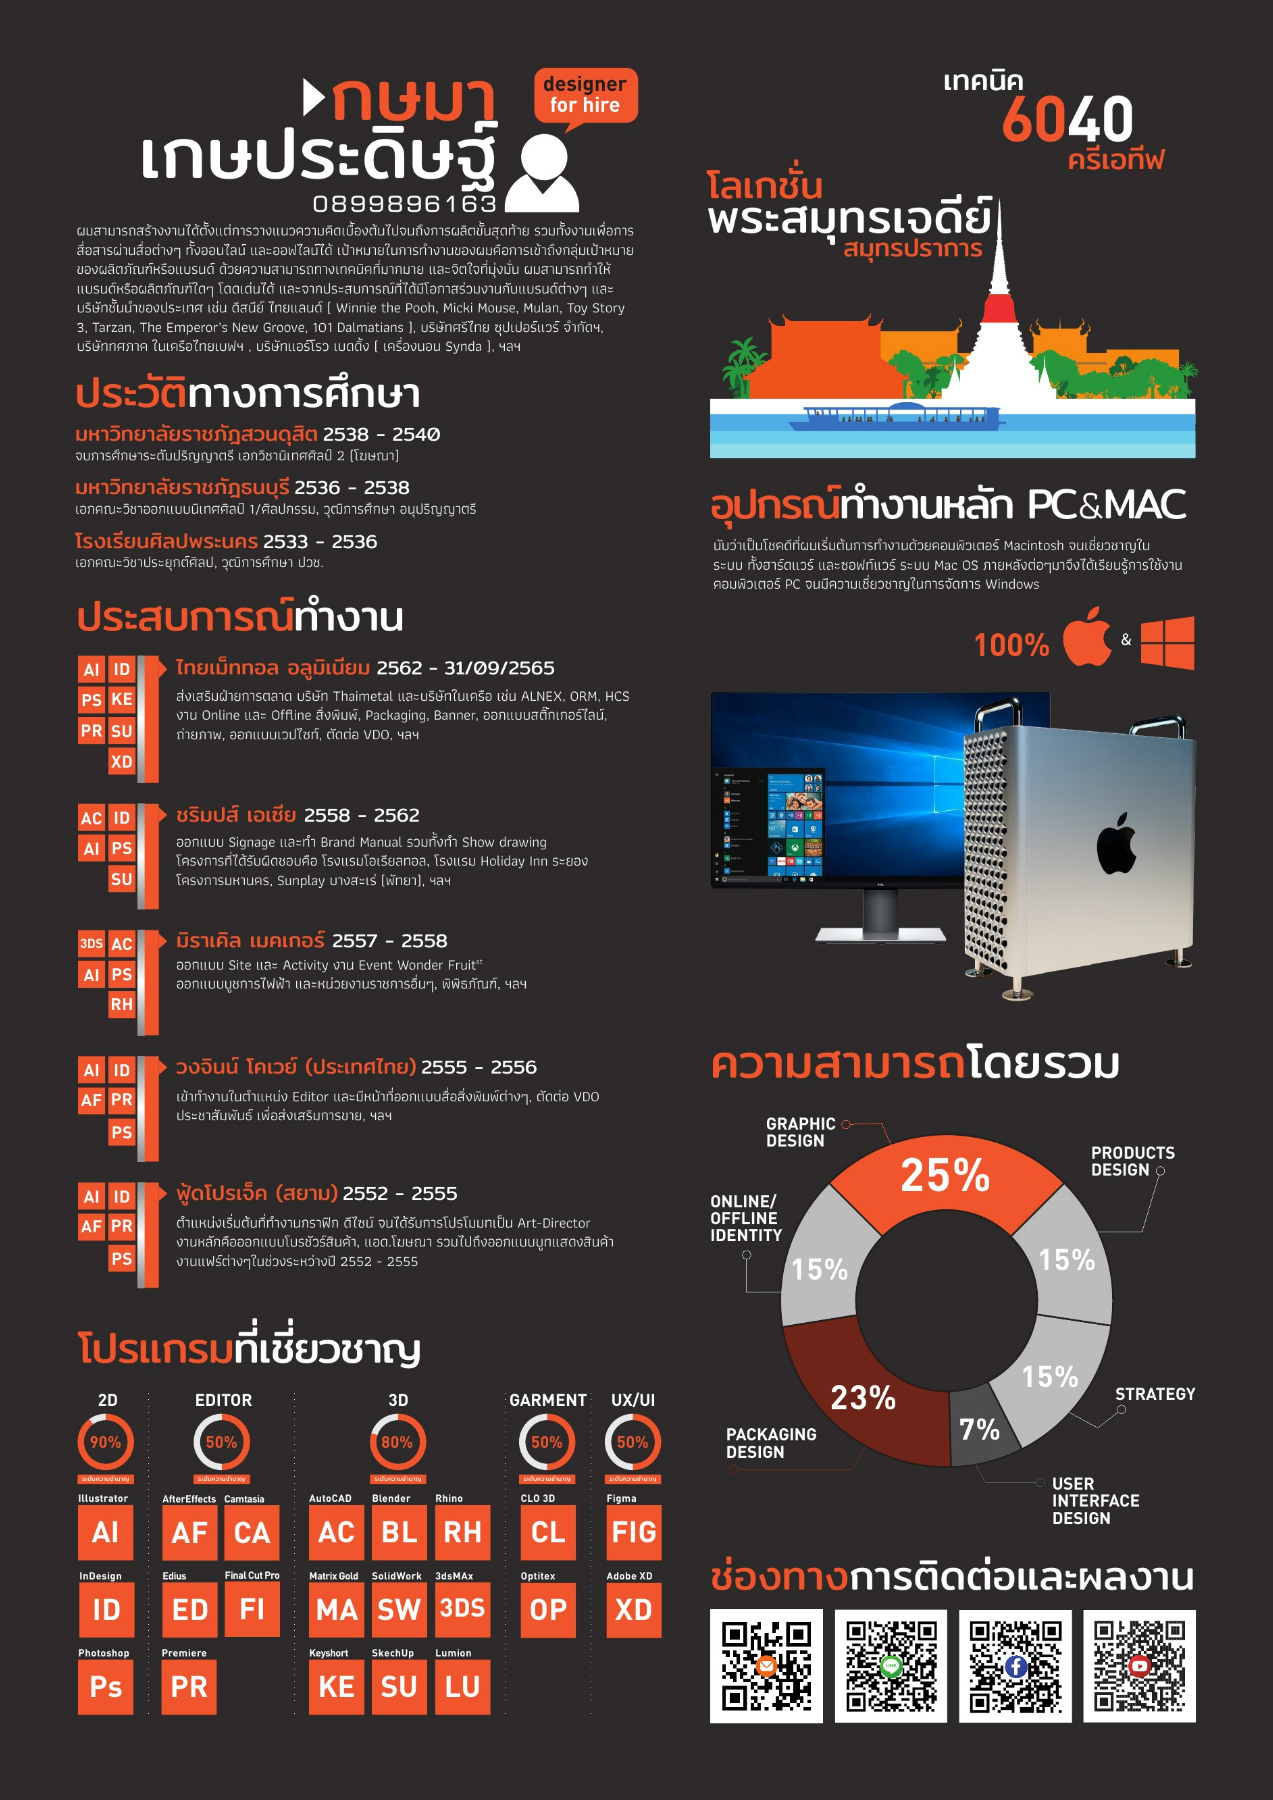 กษมา
เกษประดิษฐ์
0899896163
designer
for hire
ผมสามารถสร้างงานได้ตั้งแต่การวางแนวความคิดเบื้องต้นไปจนถึงการผลิตขั้นสุดท้าย รวมทั้งงานเพื่อการ
สื่อสารผ่านสื่อต่างๆ ทั้งออนไลน์ และออฟไลน์ได้ เป้าหมายในการทำงานของผมคือการเข้าถึงกลุ่มเป้าหมาย
ของผลิตภัณฑ์หรือแบรนด์ ด้วยความสามารถทางเทคนิคที่มากมาย และจิตใจที่มุ่งมั่น ผมสามารถทำให้
แบรนด์หรือผลิตภัณฑ์ใดๆ โดดเด่นได้ และจากประสบการณ์ที่ได้มีโอกาสร่วมงานกับแบรนด์ต่างๆ และ
บริษัทชั้นนำของประเทศ เช่น ดิสนีย์ ไทยแลนด์ [ Winnie the Pooh, Micki Mouse, Mulan, Toy Story
3, Tarzan, The Emperor's New Groove, 101 Dalmatians ], บริษัทศรีไทย ซุปเปอร์แวร์ จำกัดฯ,
บริษัททศภาค ในเครือไทยเบฟฯ , บริษัทแอร์โรว เบดดิ้ง [ เครื่องนอน Synda ], ฯลฯ
ประวัติทางการศึกษา
มหาวิทยาลัยราชภัฏสวนดุสิต 2538 - 2540
จบการศึกษาระดับปริญญาตรี เอกวิชานิเทศศิลป์ 2 [โฆษณา]
มหาวิทยาลัยราชภัฏธนบุรี 2536 - 2538
เอกคณะวิชาออกแบบนิเทศศิลป์ 1/ศิลปกรรม, วุฒิการศึกษา อนุปริญญาตรี
โรงเรียนศิลปพระนคร 2533 - 2536
เอกคณะวิชาประยุกต์ศิลป์, วุฒิการศึกษา ปวช.
ประสบการณ์ทำงาน
AI ID
PS KE
PR SU
XD
ไทยเม็ททอล อลูมิเนียม 2562 - 31/09/2565
ส่งเสริมฝ่ายการตลาด บริษัท Thaimetal และบริษัทในเครือ เช่น ALNEX, ORM, HCS
งาน Online และ Offline สิ่งพิมพ์, Packaging, Banner, ออกแบบสติ๊กเกอร์ไลน์,
ถ่ายภาพ, ออกแบบเวปไซท์, ตัดต่อ VDO, ฯลฯ
AC ID
AI PS
SU
ชริมปส์ เอเชีย 2558 - 2562
ออกแบบ Signage และทำ Brand Manual รวมทั้งทำ Show drawing
โครงการที่ได้รับผิดชอบคือ โรงแรมโอเรียลทอล, โรงแรม Holiday Inn ระยอง
โครงการมหานคร, Sunplay บางสะเร่ [พัทยา], ฯลฯ
3DS AC
AI PS
RH
มิราเคิล เมคเกอร์ 2557 - 2558
ออกแบบ Site และ Activity งาน Event Wonder Fruitst
ออกแบบบูชการไฟฟ้า และหน่วยงานราชการอื่นๆ, พิพิธภัณฑ์, ฯลฯ
AI ID
AF PR
PS
วงจินน์ โคเวย์ (ประเทศไทย) 2555 - 2556
เข้าทำงานในตำแหน่ง Editor และมีหน้าที่ออกแบบสื่อสิ่งพิมพ์ต่างๆ, ตัดต่อ VDO
ประชาสัมพันธ์ เพื่อส่งเสริมการขาย, ฯลฯ
AI ID
AF PR
PS
ฟู้ดโปรเจ็ค (สยาม) 2552 - 2555
ตำแหน่งเริ่มต้นที่ทำงานกราฟิก ดีไซน์ จนได้รับการโปรโมมทเป็น Art-Director
งานหลักคือออกแบบโบรชัวร์สินค้า, แอด.โฆษณา รวมไปถึงออกแบบบูทแสดงสินค้า
งานแฟร์ต่างๆในช่วงระหว่างปี 2552 - 2555
โปรแกรมที่เชี่ยวชาญ
2D EDITOR 3D GARMENT UX/UI
90% 50% 80% 50% 50%
ระดับความชำนาญ ระดับความชำนาญ ระดับความชำนาญ ระดับความชำนาญ ระดับความชำนาญ
Illustrator AfterEffects Camtasia AutoCAD Blender Rhino CLO 3D Figma
AI AF CA AC BL RH CL FIG
InDesign Edius Final Cut Pro Matrix Gold SolidWork 3dsMAx Optitex Adobe XD
ID ED FI MA SW 3DS OP XD
Photoshop Premiere Keyshort SkechUp Lumion
Ps PR KE SU LU
เทคนิค
6040
ครีเอทีฟ
โลเกชั่น
พระสมุทรเจดีย์
สมุทรปราการ
อุปกรณ์ทำงานหลัก PC&MAC
นับว่าเป็นโชคดีที่ผมเริ่มต้นการทำงานด้วยคอมพิวเตอร์ Macintosh จนเชี่ยวชาญใน
ระบบ ทั้งฮาร์ดแวร์ และซอฟท์แวร์ ระบบ Mac OS ภายหลังต่อๆมาจึงได้เรียนรู้การใช้งาน
คอมพิวเตอร์ PC จนมีความเชี่ยวชาญในการจัดการ Windows
100% &
ความสามารถโดยรวม
GRAPHIC
DESIGN
25%
PRODUCTS
DESIGN
15%
ONLINE/
OFFLINE
IDENTITY
15%
15%
STRATEGY
23%
PACKAGING
DESIGN
7%
USER
INTERFACE
DESIGN
ช่องทางการติดต่อและผลงาน
LINE